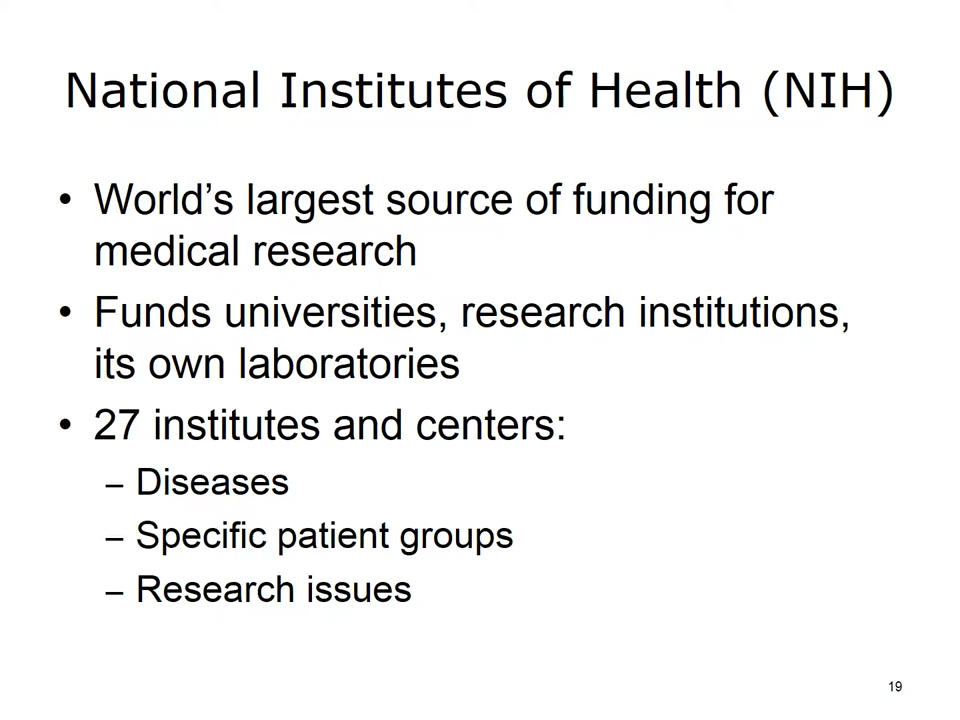 National Institutes of Health (NIH)
• World’s largest source of funding for
medical research
• Funds universities, research institutions,
its own laboratories
• 27 institutes and centers:
– Diseases
– Specific patient groups
– Research issues
19